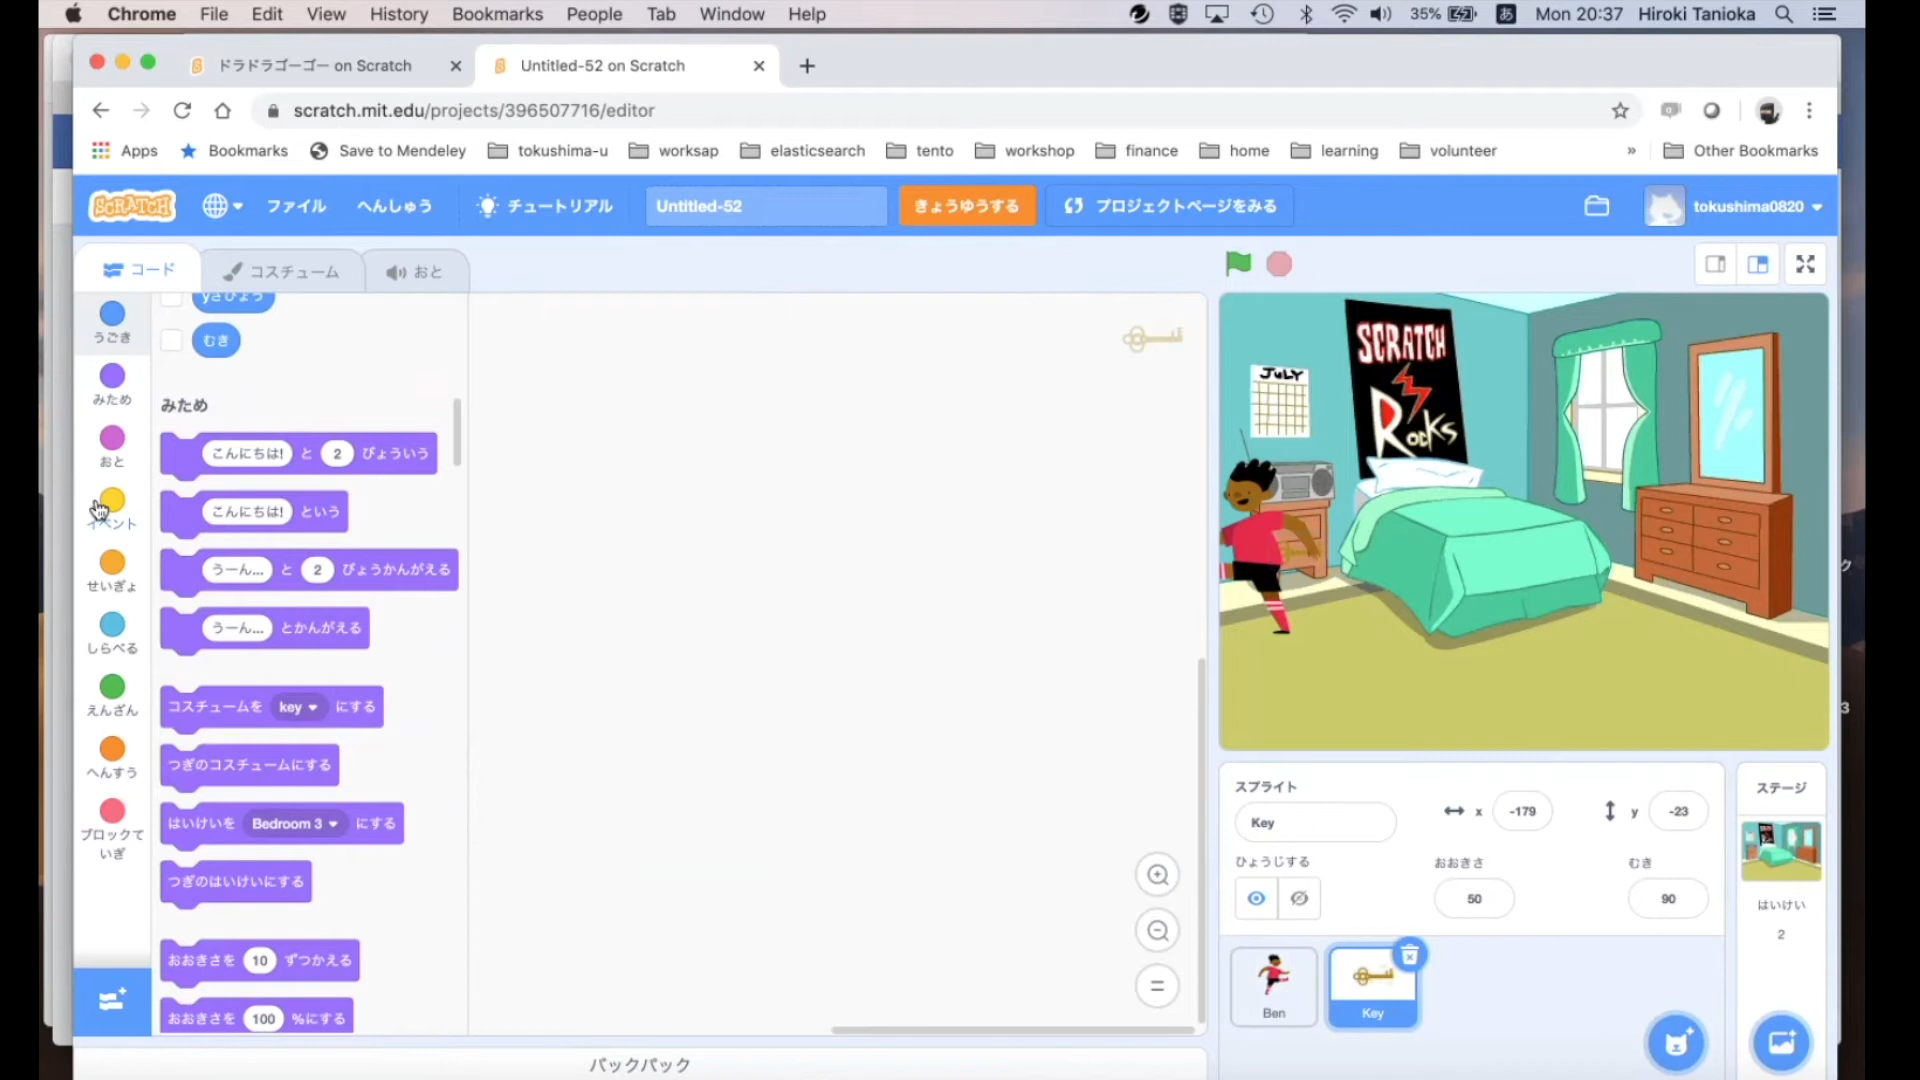 Chrome File Edit View History Bookmarks People Tab Window Help
35% あ Mon 20:37 Hiroki Tanioka
ドラドラゴーゴー on Scratch
Untitled-52 on Scratch
scratch.mit.edu/projects/396507716/editor
Apps Bookmarks Save to Mendeley tokushima-u worksap elasticsearch tento workshop finance home learning volunteer » Other Bookmarks
SCRATCH ファイル へんしゅう チュートリアル Untitled-52 きょうゆうする プロジェクトページをみる tokushima0820
コード コスチューム おと
うごき
みため
おと
イベント
せいぎょ
しらべる
えんざん
へんすう
ブロックて
いぎ
yざひょう
むき
みため
こんにちは! と 2 びょういう
こんにちは! という
うーん... と 2 びょうかんがえる
うーん... とかんがえる
コスチュームを key にする
つぎのコスチュームにする
はいけいを Bedroom 3 にする
つぎのはいけいにする
おおきさを 10 ずつかえる
おおきさを 100 %にする
バックパック
JULY
SCRATCH
ROCKS
スプライト
Key
x -179
y -23
ひょうじする
おおきさ
50
むき
90
Ben
Key
ステージ
はいけい
2